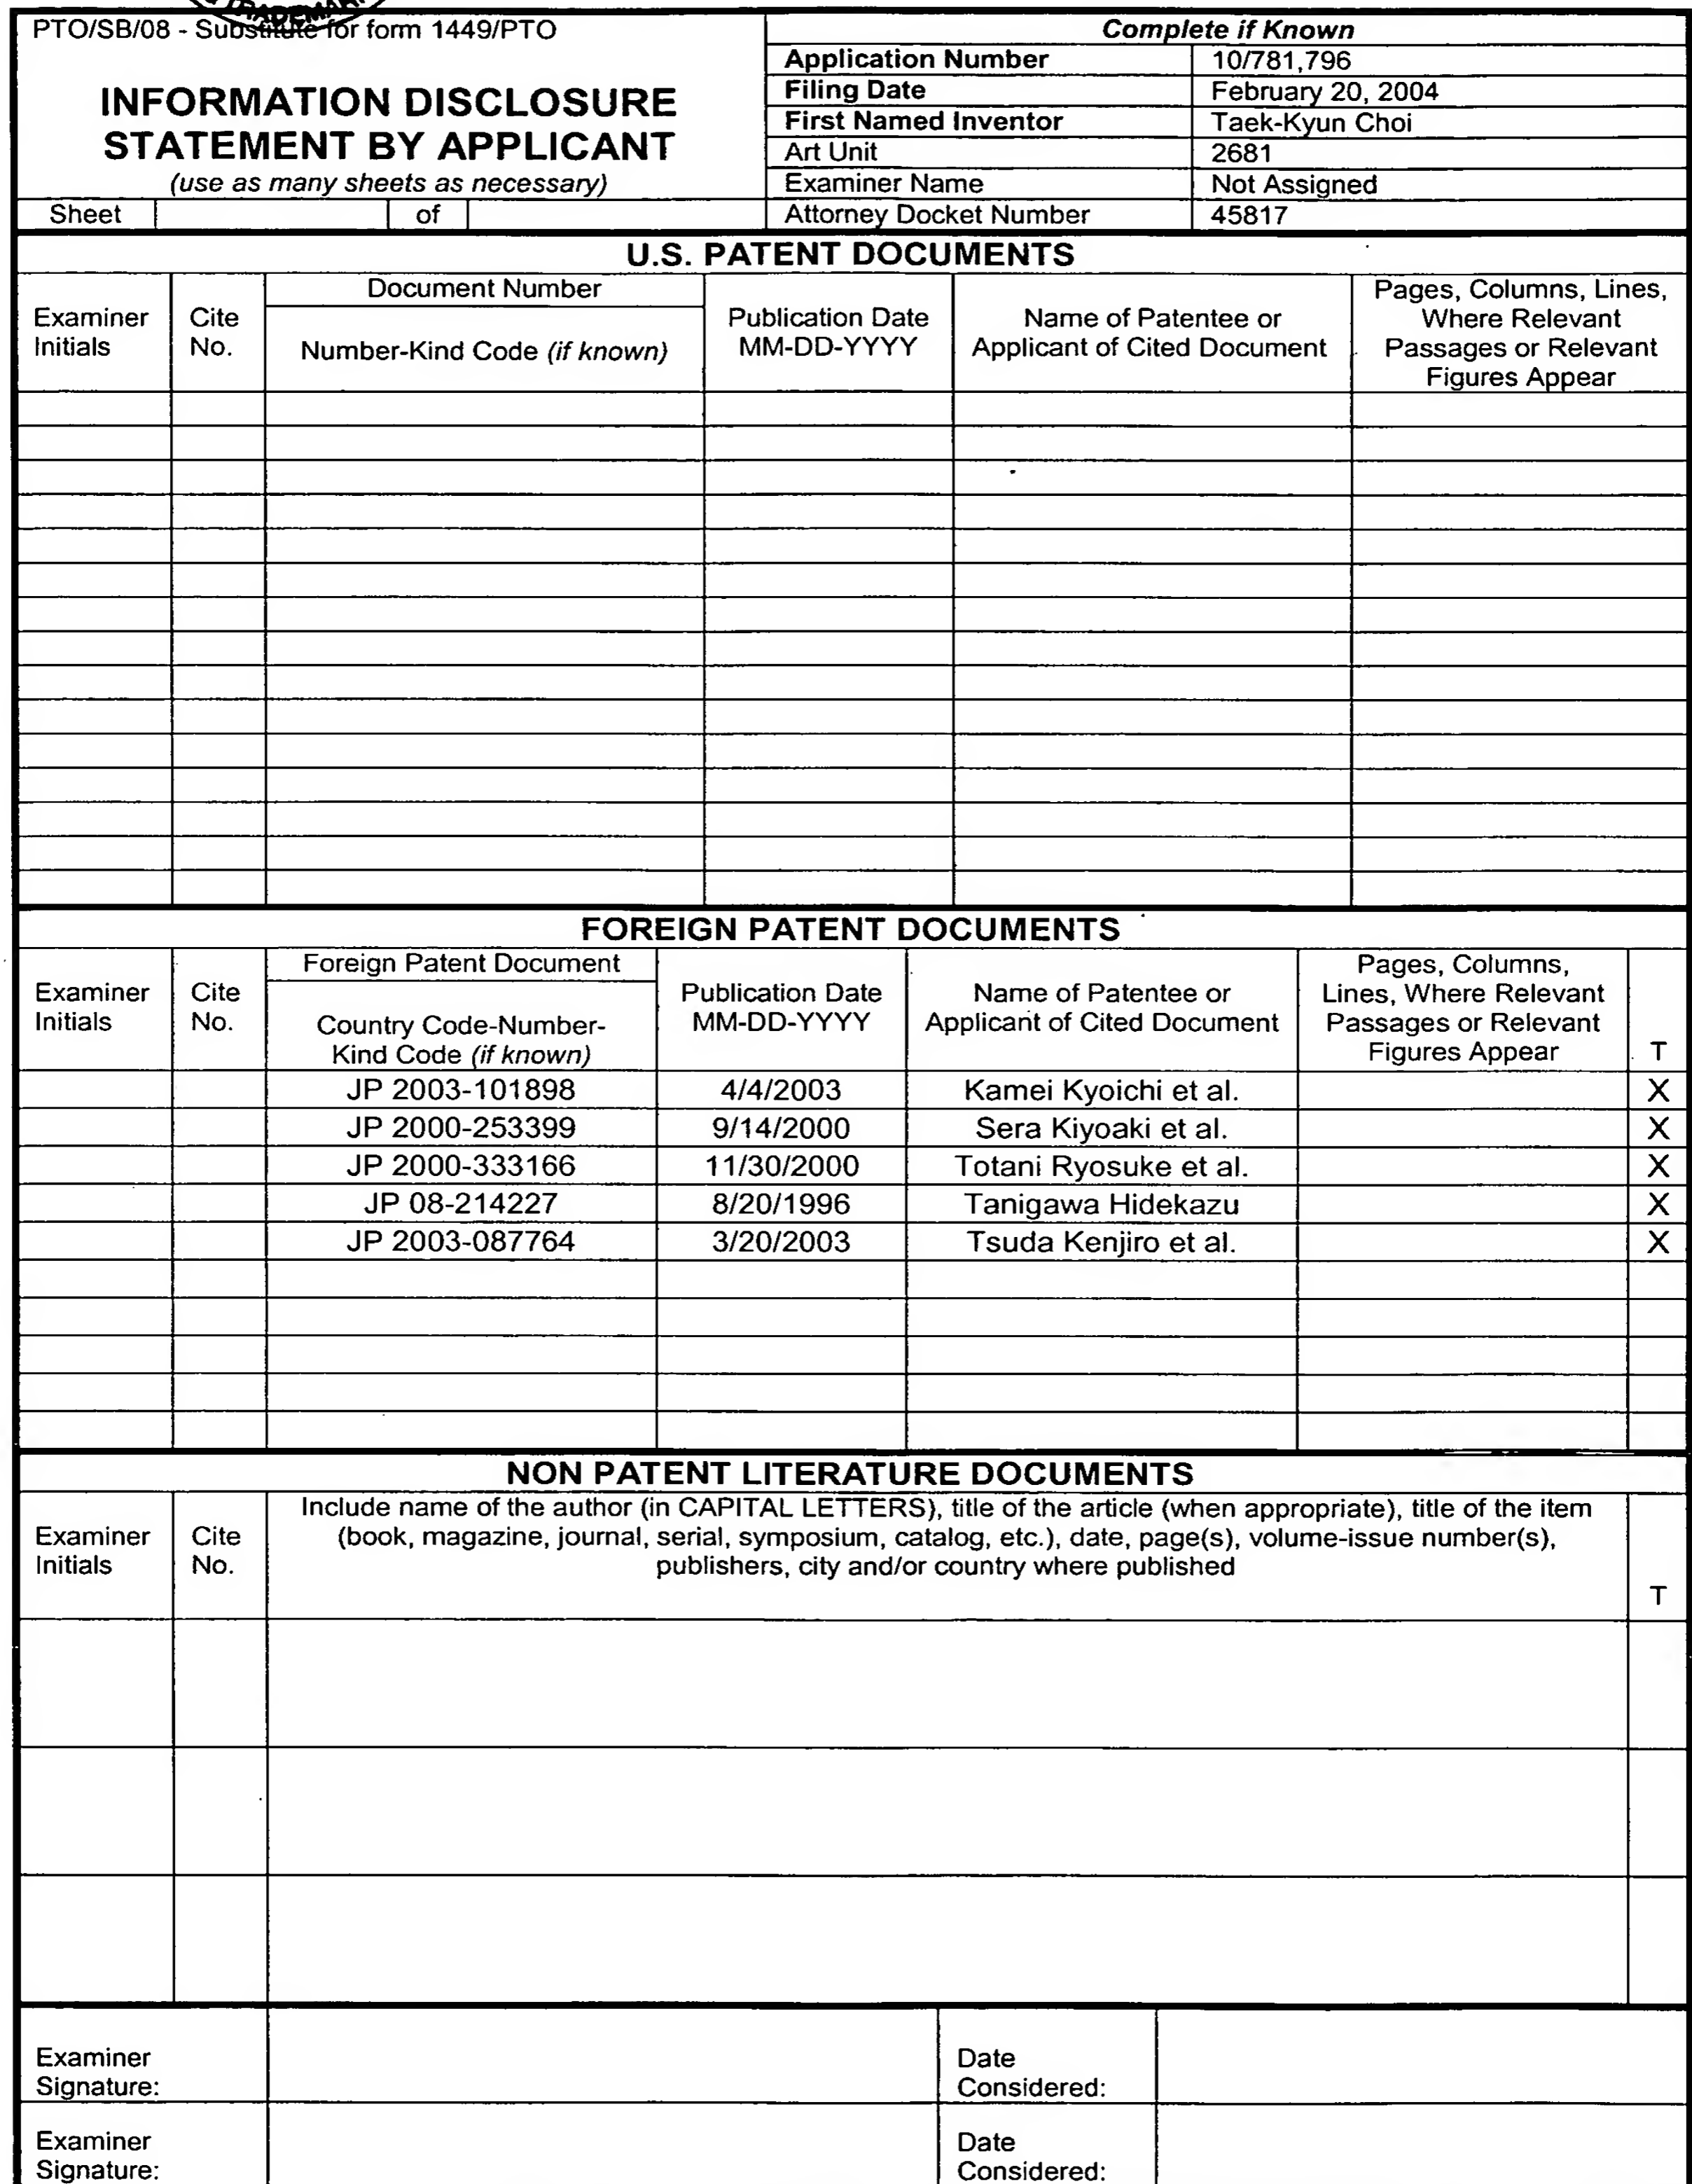 TRADEMARK
PTO/SB/08 - Substitute for form 1449/PTO
INFORMATION DISCLOSURE
STATEMENT BY APPLICANT
(use as many sheets as necessary)
Sheet of
Complete if Known
Application Number 10/781,796
Filing Date February 20, 2004
First Named Inventor Taek-Kyun Choi
Art Unit 2681
Examiner Name Not Assigned
Attorney Docket Number 45817
U.S. PATENT DOCUMENTS
Examiner
Initials
Cite
No.
Document Number
Number-Kind Code (if known)
Publication Date
MM-DD-YYYY
Name of Patentee or
Applicant of Cited Document
Pages, Columns, Lines,
Where Relevant
Passages or Relevant
Figures Appear
FOREIGN PATENT DOCUMENTS
Examiner
Initials
Cite
No.
Foreign Patent Document
Country Code-Number-
Kind Code (if known)
Publication Date
MM-DD-YYYY
Name of Patentee or
Applicant of Cited Document
Pages, Columns,
Lines, Where Relevant
Passages or Relevant
Figures Appear
T
JP 2003-101898 4/4/2003 Kamei Kyoichi et al. X
JP 2000-253399 9/14/2000 Sera Kiyoaki et al. X
JP 2000-333166 11/30/2000 Totani Ryosuke et al. X
JP 08-214227 8/20/1996 Tanigawa Hidekazu X
JP 2003-087764 3/20/2003 Tsuda Kenjiro et al. X
NON PATENT LITERATURE DOCUMENTS
Examiner
Initials
Cite
No.
Include name of the author (in CAPITAL LETTERS), title of the article (when appropriate), title of the item
(book, magazine, journal, serial, symposium, catalog, etc.), date, page(s), volume-issue number(s),
publishers, city and/or country where published
T
Examiner
Signature:
Date
Considered:
Examiner
Signature:
Date
Considered: